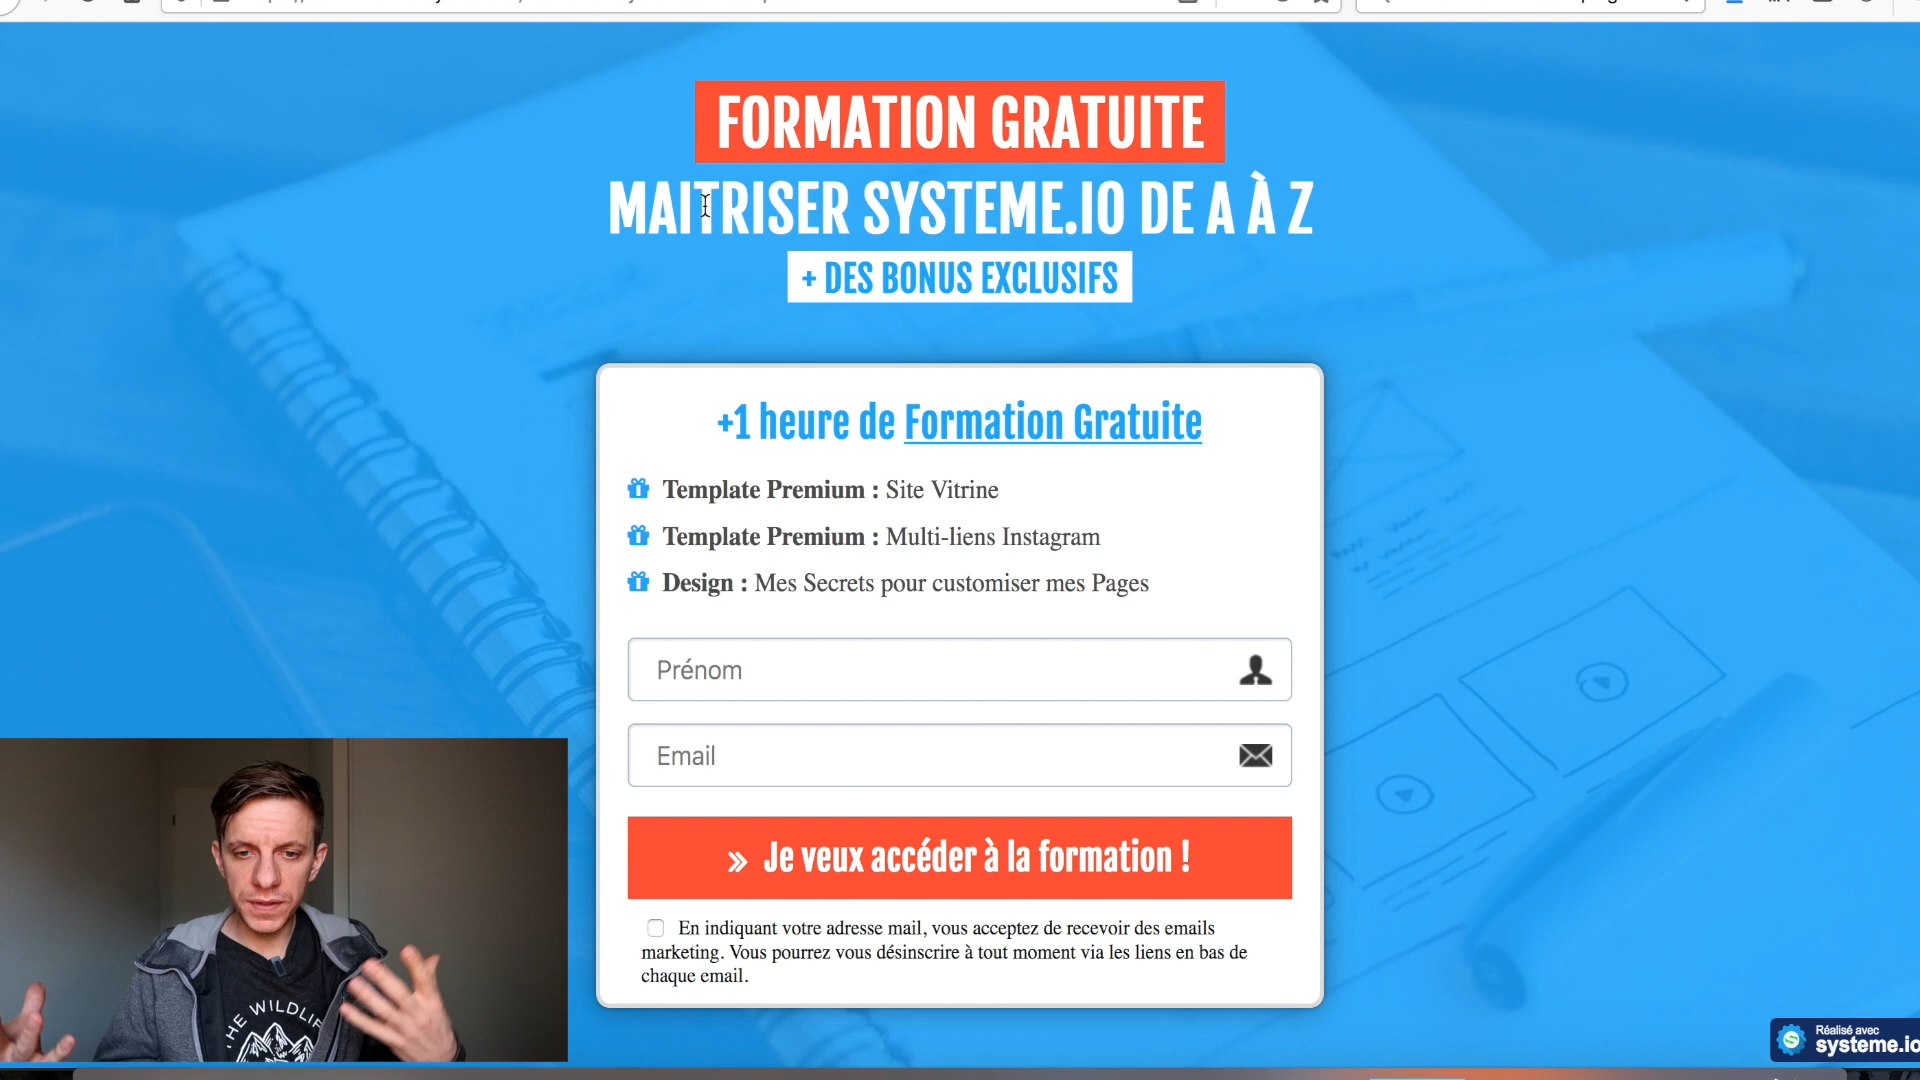 FORMATION GRATUITE
MAITRISER SYSTEME.IO DE A À Z
+ DES BONUS EXCLUSIFS
+1 heure de Formation Gratuite
Template Premium : Site Vitrine
Template Premium : Multi-liens Instagram
Design : Mes Secrets pour customiser mes Pages
Prénom
Email
» Je veux accéder à la formation !
En indiquant votre adresse mail, vous acceptez de recevoir des emails
marketing. Vous pourrez vous désinscrire à tout moment via les liens en bas de
chaque email.
THE WILDLIF
Réalisé avec
systeme.io